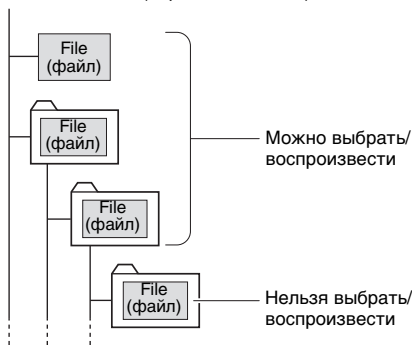 File
(файл)
File
(файл)
Можно выбрать/
воспроизвести
File
(файл)
File
(файл)
Нельзя выбрать/
воспроизвести